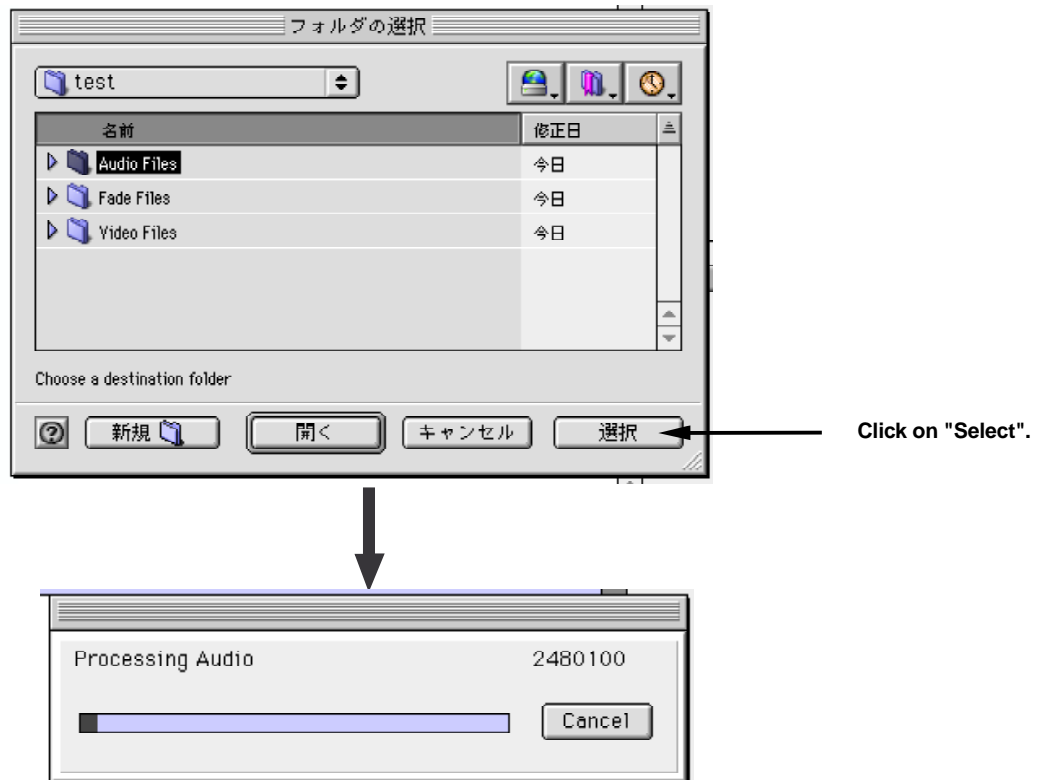 フォルダの選択
test
名前 修正日
Audio Files 今日
Fade Files 今日
Video Files 今日
Choose a destination folder
? 新規 開く キャンセル 選択
Click on "Select".
Processing Audio 2480100
Cancel